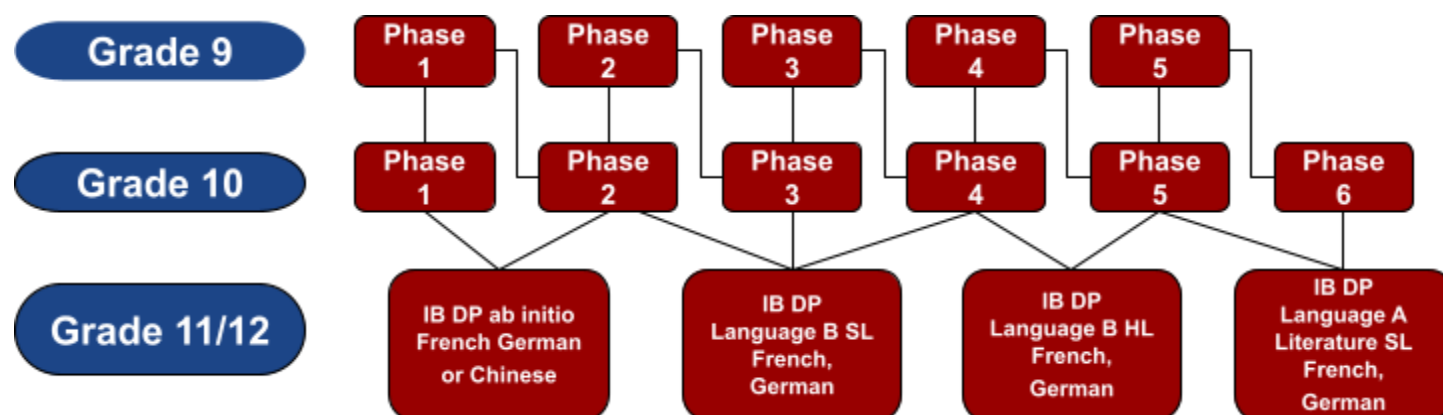 Grade 9
Phase
1
Phase
2
Phase
3
Phase
4
Phase
5
Grade 10
Phase
1
Phase
2
Phase
3
Phase
4
Phase
5
Phase
6
Grade 11/12
IB DP ab initio
French German
or Chinese
IB DP
Language B SL
French,
German
IB DP
Language B HL
French,
German
IB DP
Language A
Literature SL
French,
German